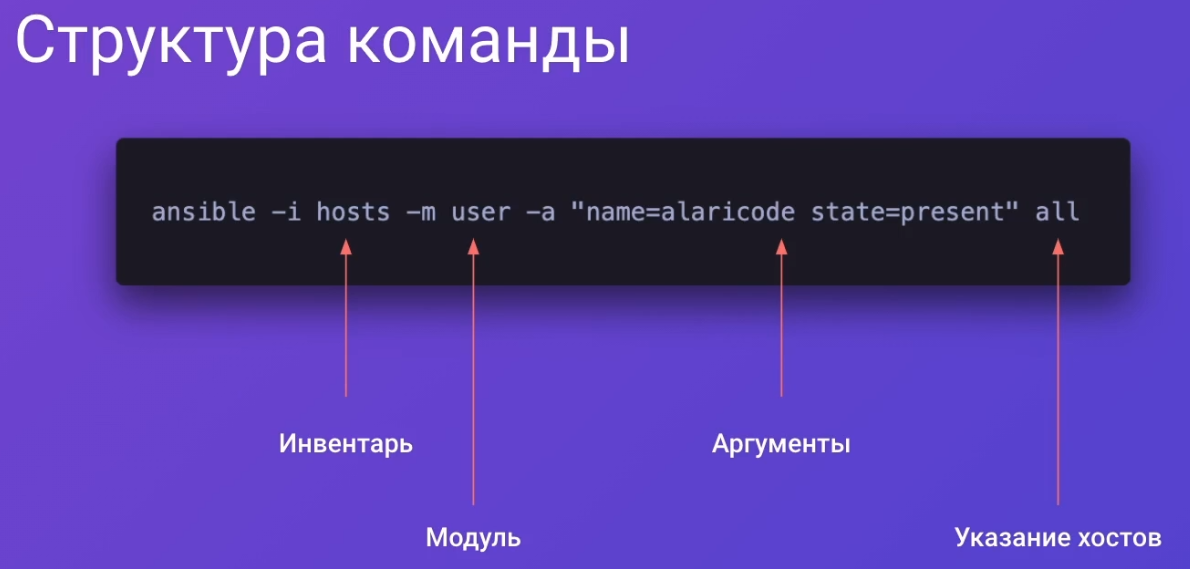 Структура команды
ansible -i hosts -m user -a "name=alaricode state=present" all
Инвентарь
Аргументы
Модуль
Указание хостов